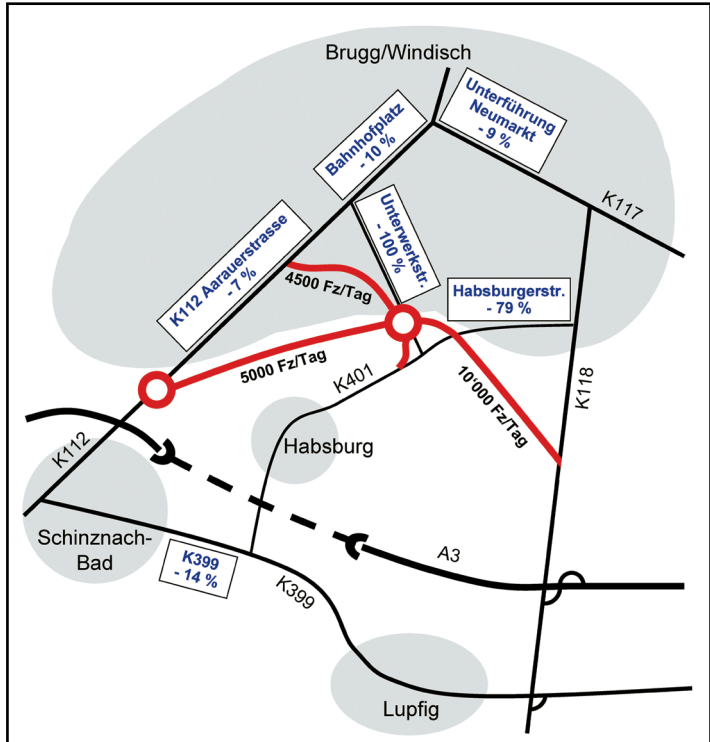 Brugg/Windisch
Unterführung
Neumarkt
- 9 %
Bahnhofplatz
- 10 %
K117
Unterwerkstr.
- 100 %
K112 Aarauerstrasse
- 7 %
4500 Fz/Tag
Habsburgerstr.
- 79 %
5000 Fz/Tag
K401
10‘000 Fz/Tag
K118
K112
Habsburg
Schinznach-
Bad
K399
- 14 %
A3
K399
Lupfig